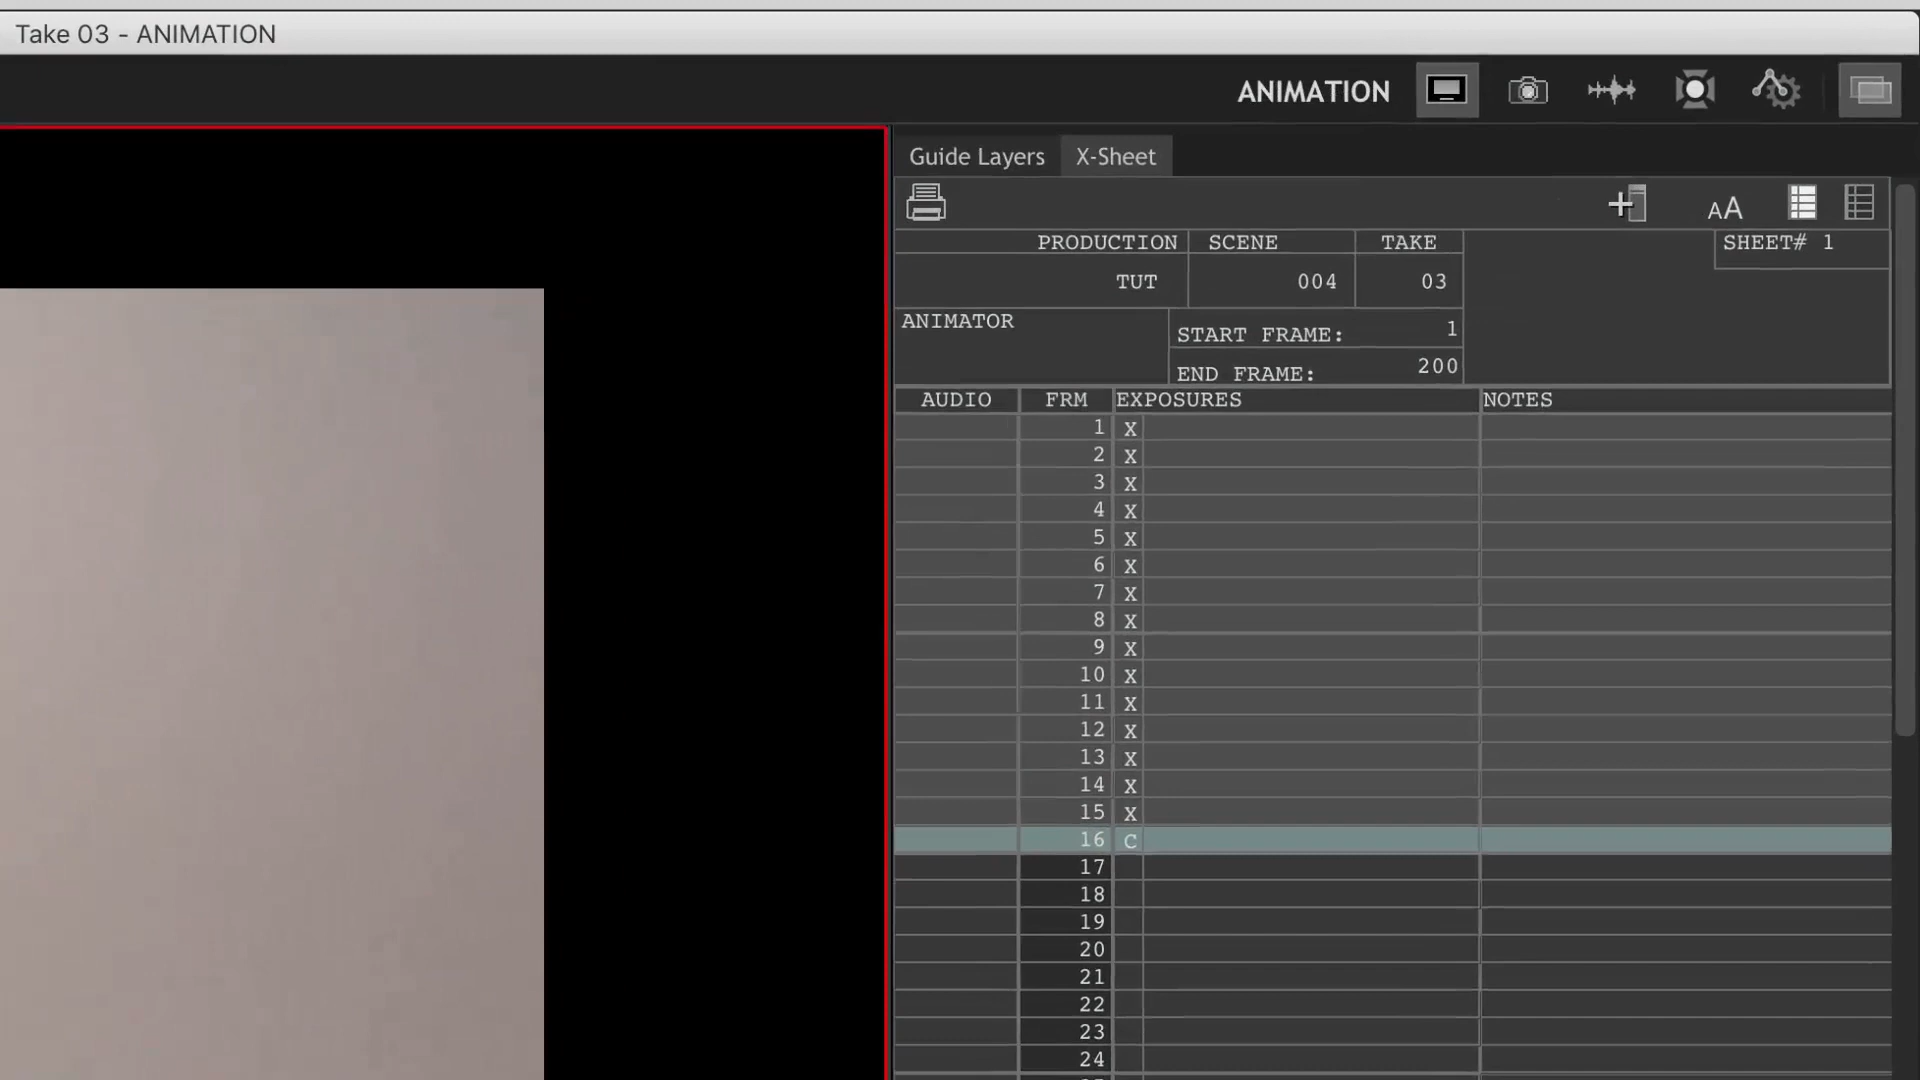 Take 03 - ANIMATION
ANIMATION
Guide Layers X-Sheet
AA
PRODUCTION SCENE TAKE SHEET# 1
TUT 004 03
ANIMATOR
START FRAME: 1
END FRAME: 200
AUDIO FRM EXPOSURES NOTES
1 X
2 X
3 X
4 X
5 X
6 X
7 X
8 X
9 X
10 X
11 X
12 X
13 X
14 X
15 X
16 C
17
18
19
20
21
22
23
24